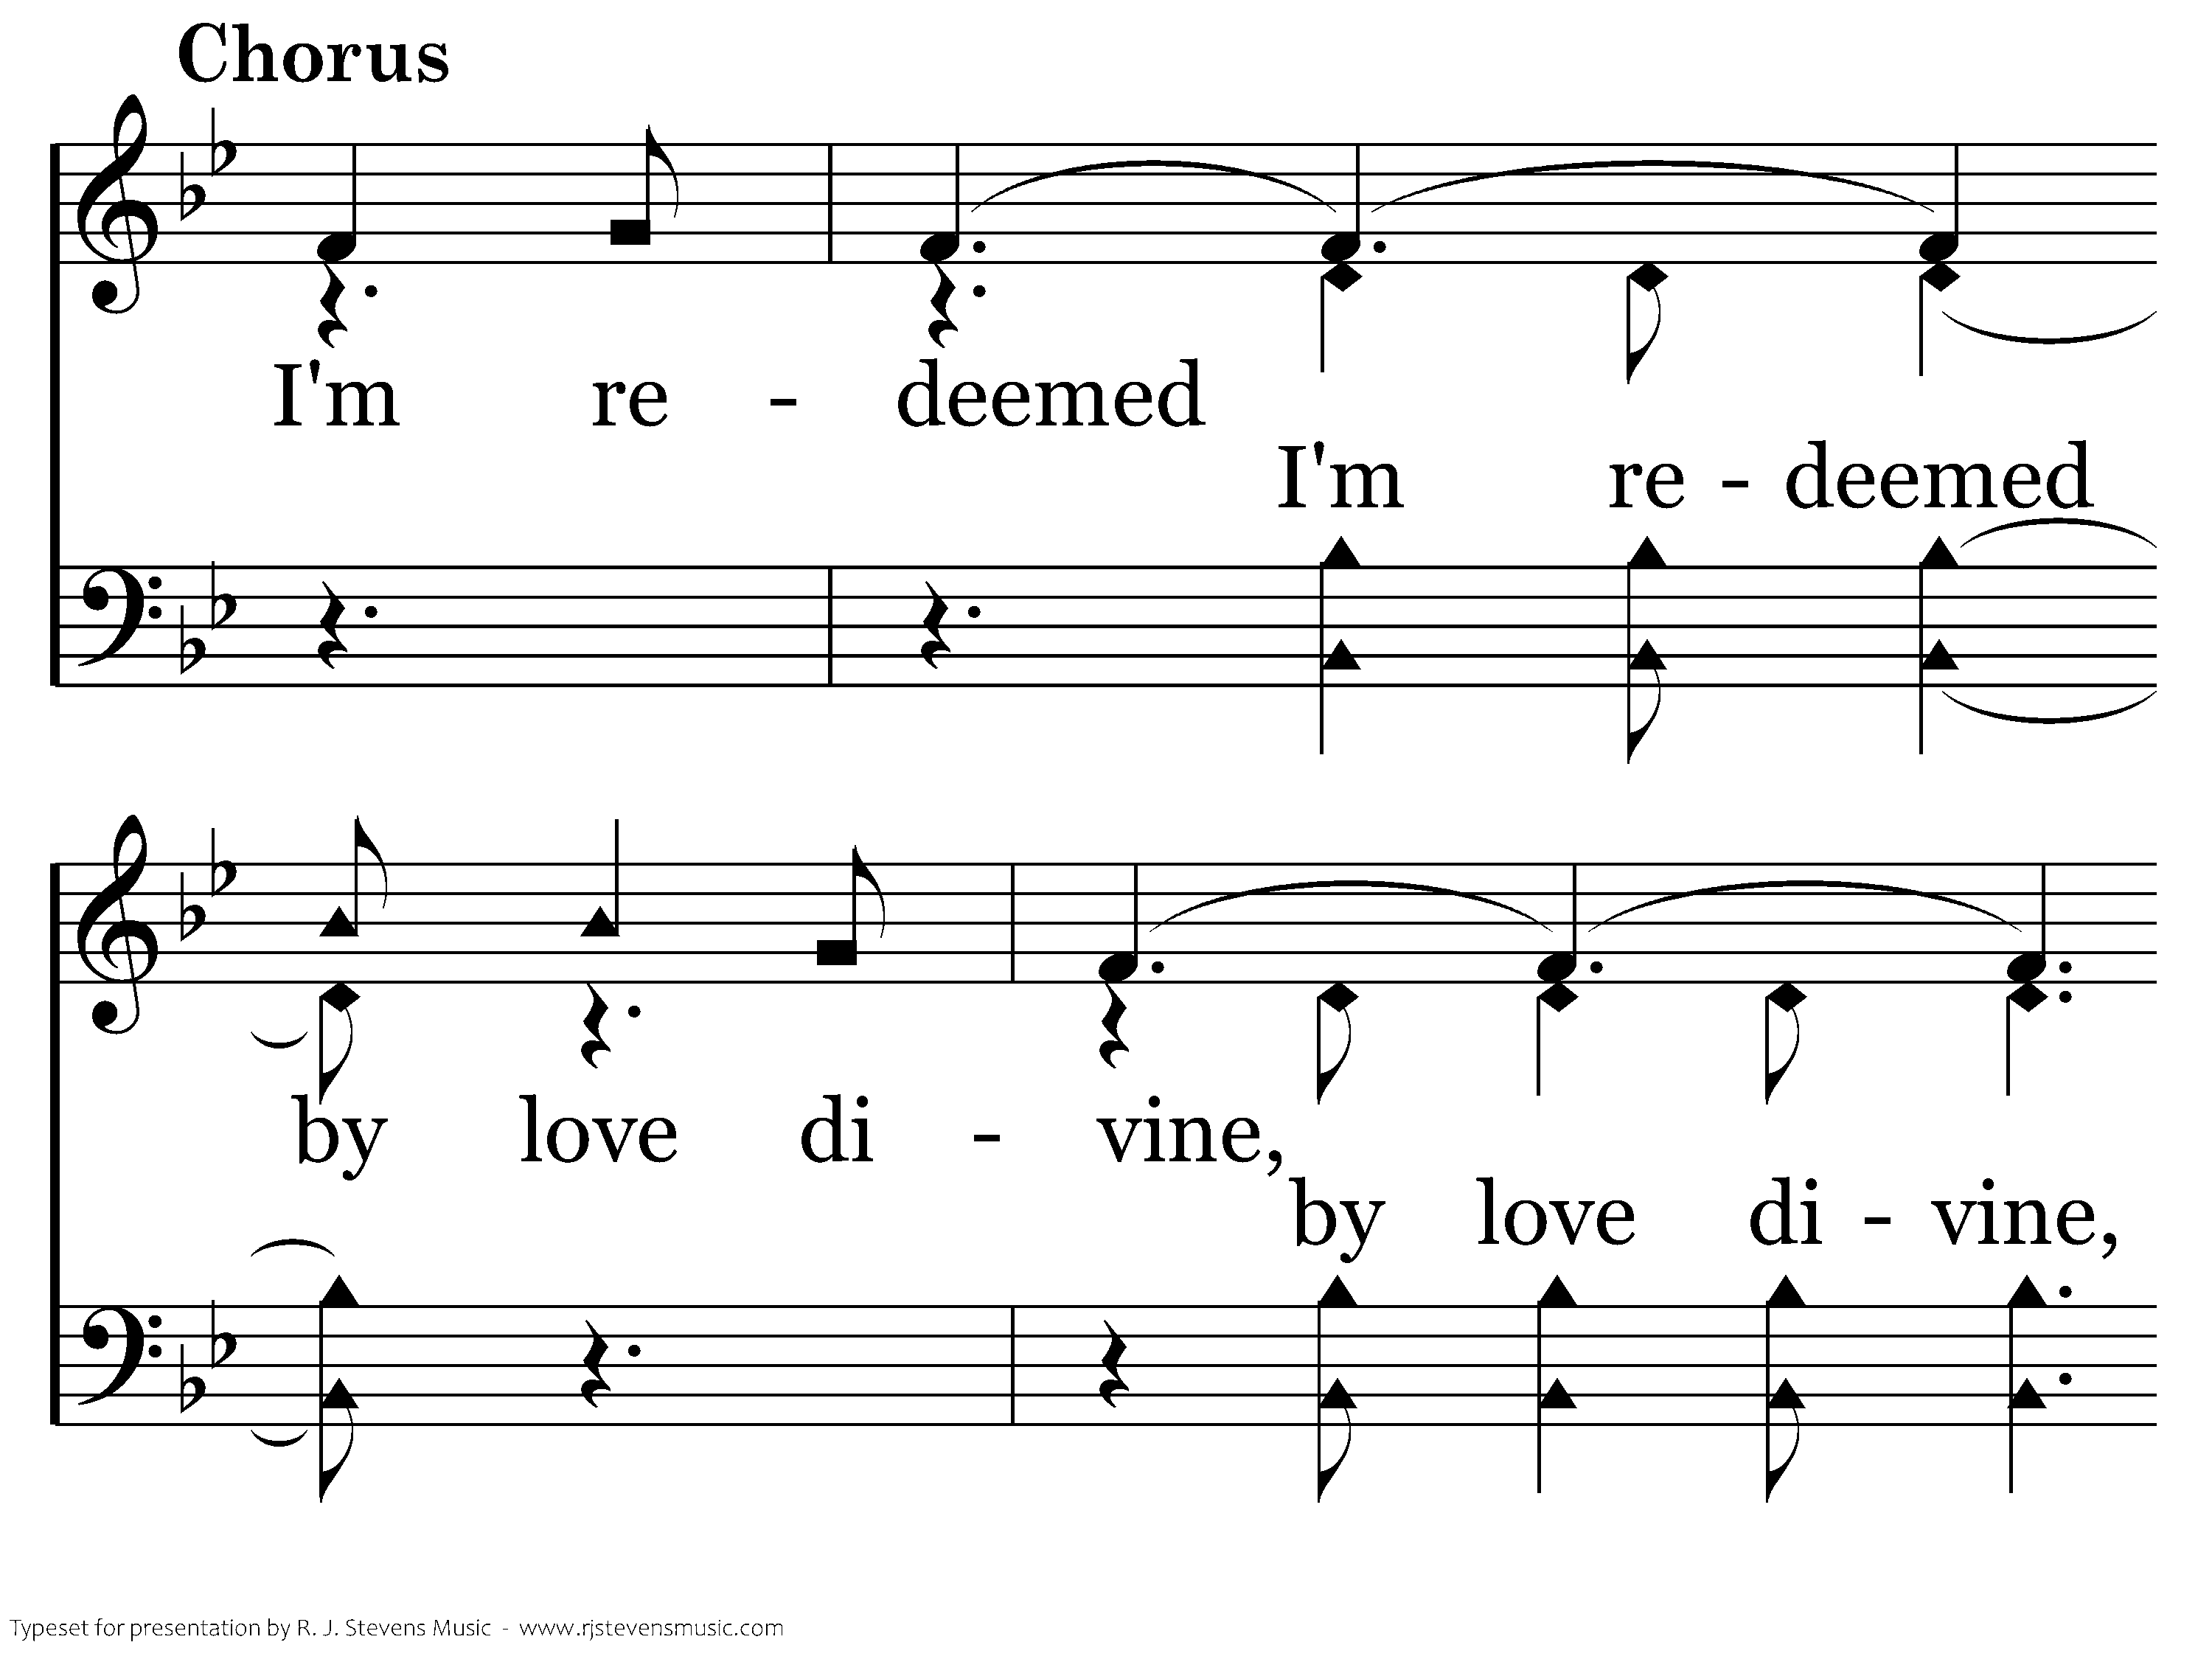 Chorus
I'm re - deemed
I'm re - deemed
by love di - vine,
by love di - vine,
Typeset for presentation by R. J. Stevens Music - www.rjstevensmusic.com